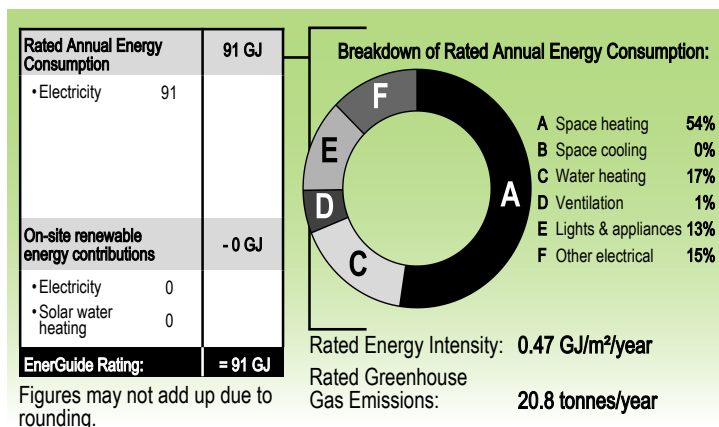 Rated Annual Energy
Consumption
91 GJ
• Electricity 91
On-site renewable
energy contributions
- 0 GJ
• Electricity 0
• Solar water
heating
0
EnerGuide Rating: = 91 GJ
Figures may not add up due to
rounding.
Breakdown of Rated Annual Energy Consumption:
A
B
C
D
E
F
A Space heating 54%
B Space cooling 0%
C Water heating 17%
D Ventilation 1%
E Lights & appliances 13%
F Other electrical 15%
Rated Energy Intensity: 0.47 GJ/m²/year
Rated Greenhouse
Gas Emissions: 20.8 tonnes/year